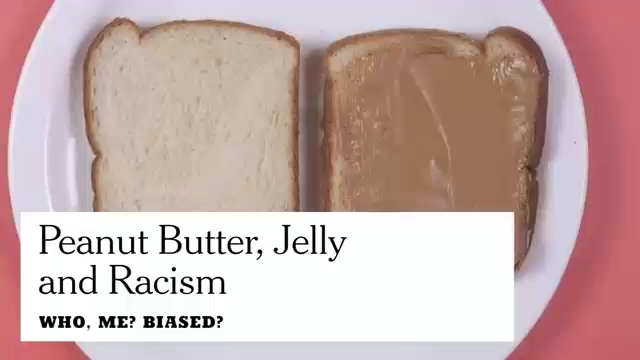 Peanut Butter, Jelly
and Racism
WHO, ME? BIASED?